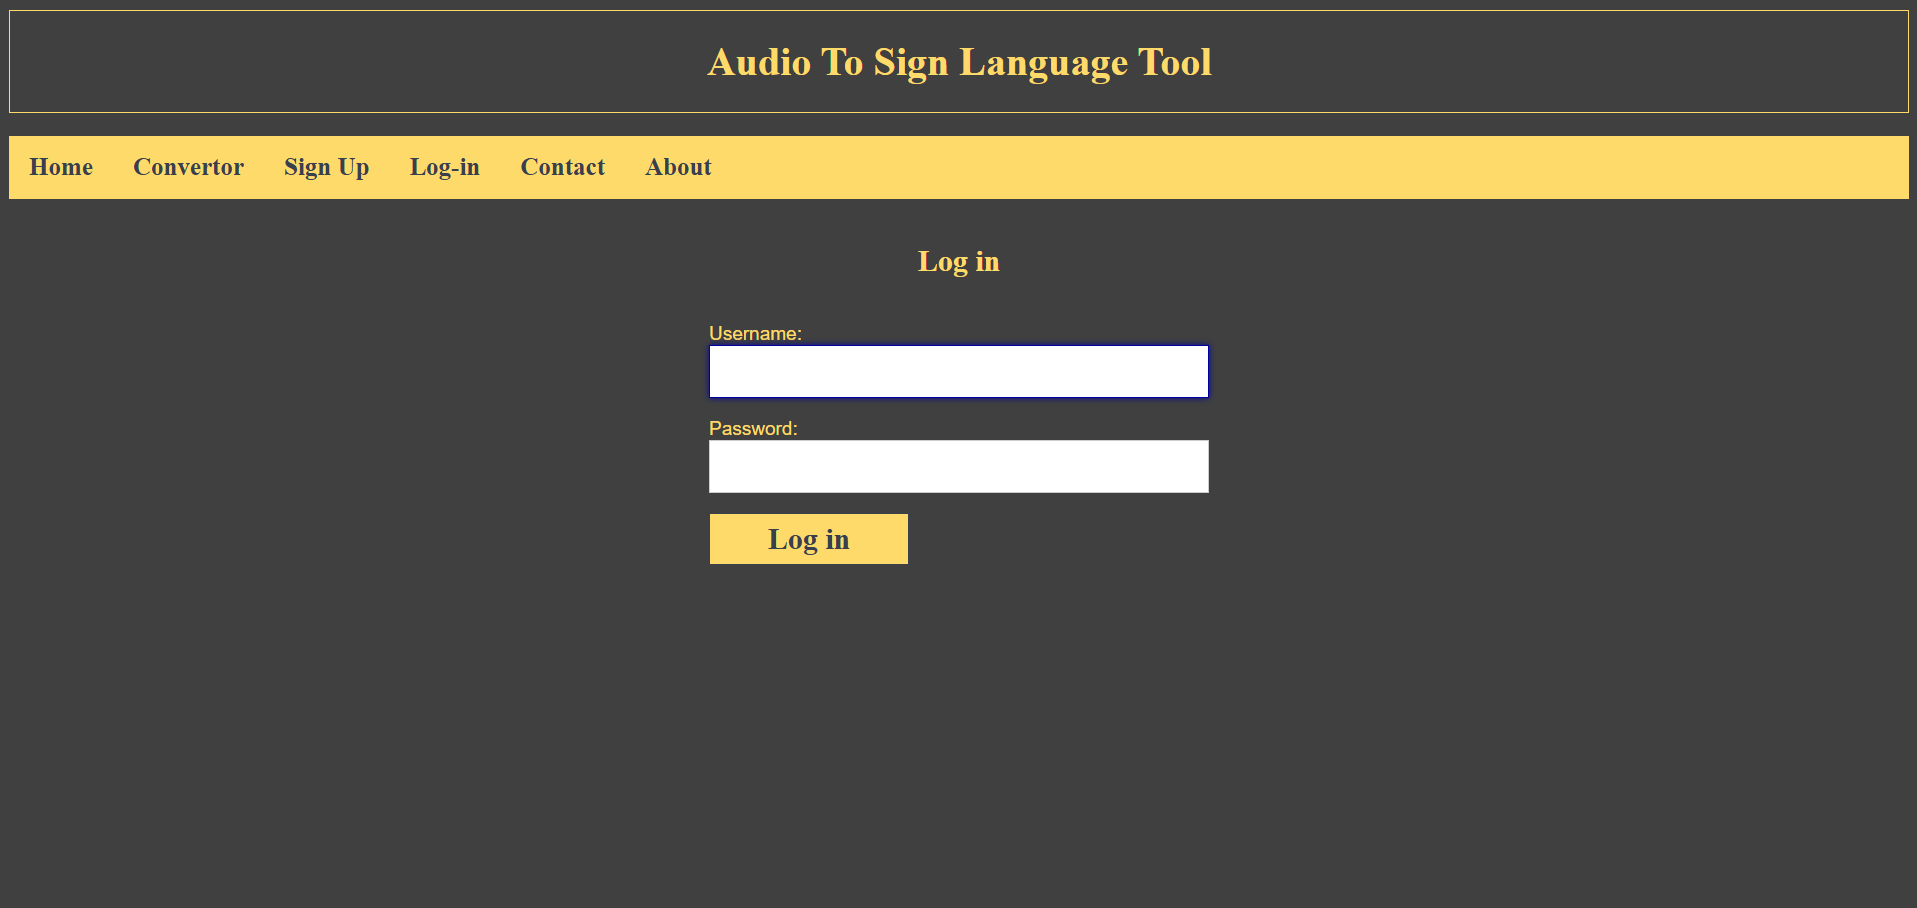 Audio To Sign Language Tool
Home Convertor Sign Up Log-in Contact About
Log in
Username:
Password:
Log in